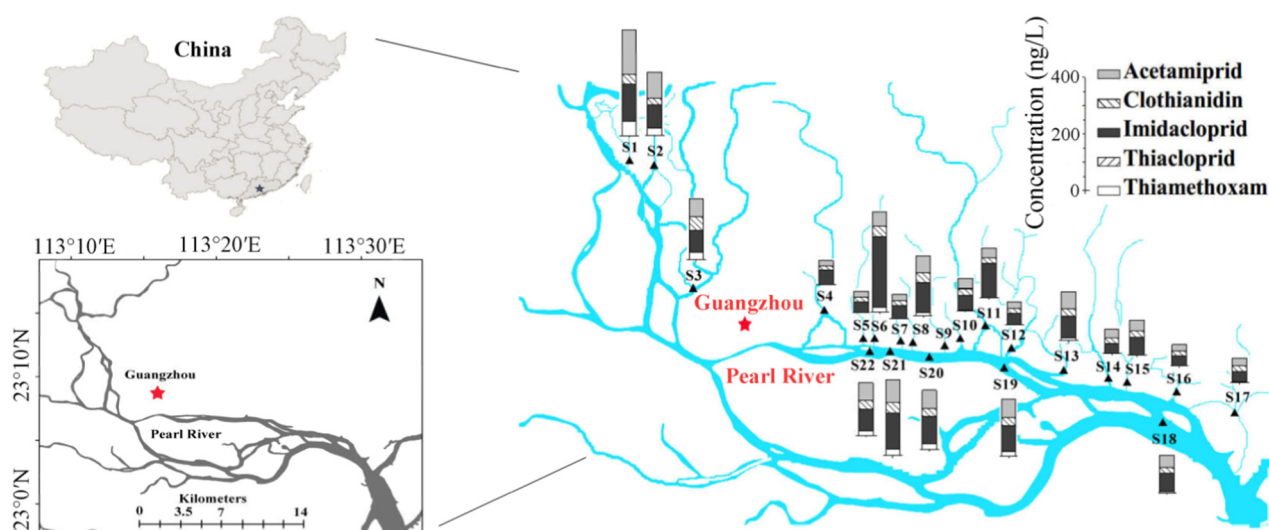 China
113°10′E
113°20′E
113°30′E
23°10′N
23°0′N
N
Guangzhou
Pearl River
Kilometers
0 3.5 7 14
Concentration (ng/L)
400
200
0
Acetamiprid
Clothianidin
Imidacloprid
Thiacloprid
Thiamethoxam
S1
S2
S3
S4
S5
S6
S7
S8
S9
S10
S11
S12
S13
S14
S15
S16
S17
S18
S19
S20
S21
S22
Guangzhou
Pearl River